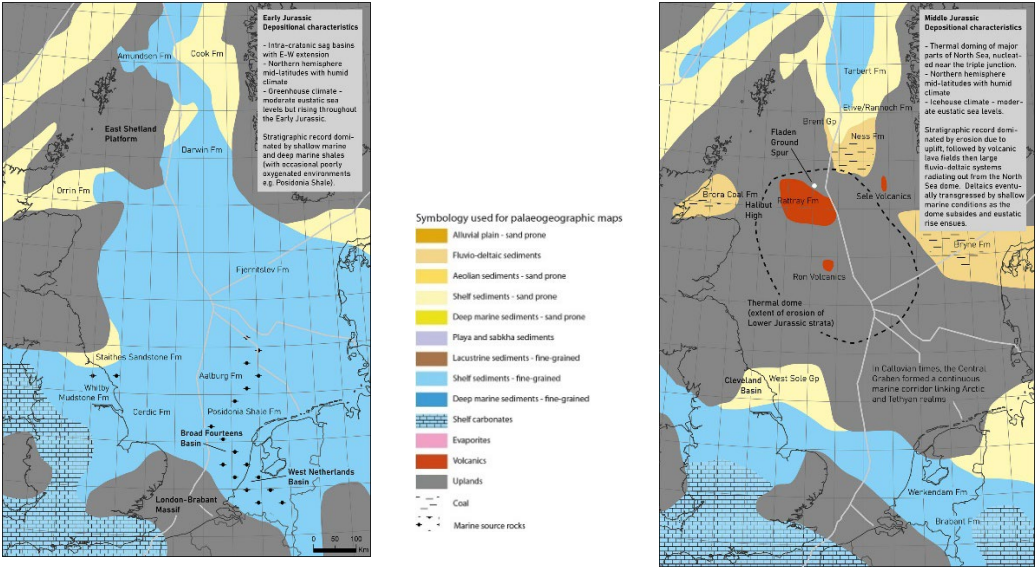 Early Jurassic
Depositional characteristics
- Intra-cratonic sag basins
with E-W extension
- Northern hemisphere
mid-latitudes with humid
climate
- Greenhouse climate -
moderate eustatic sea
levels but rising throughout
the Early Jurassic.
Stratigraphic record domi-
nated by shallow marine
and deep marine shales
(with occasional poorly
oxygenated environments
e.g. Posidonia Shale).
Amundsen Fm
Cook Fm
East Shetland
Platform
Darwin Fm
Orrin Fm
Fjerritslev Fm
Staithes Sandstone Fm
Whitby
Mudstone Fm
Aalburg Fm
Cerdic Fm
Posidonia Shale Fm
Broad Fourteens
Basin
West Netherlands
Basin
London-Brabant
Massif
0 50 100
Km
Symbology used for palaeogeographic maps
Alluvial plain - sand prone
Fluvio-deltaic sediments
Aeolian sediments - sand prone
Shelf sediments - sand prone
Deep marine sediments - sand prone
Playa and sabkha sediments
Lacustrine sediments - fine-grained
Shelf sediments - fine-grained
Deep marine sediments - fine-grained
Shelf carbonates
Evaporites
Volcanics
Uplands
Coal
Marine source rocks
Middle Jurassic
Depositional characteristics
- Thermal doming of major
parts of North Sea, nucleat-
ed near the triple junction.
- Northern hemisphere
mid-latitudes with humid
climate
- Icehouse climate - moder-
ate eustatic sea levels.
Stratigraphic record domi-
nated by erosion due to
uplift, followed by volcanic
lava fields then large
fluvio-deltaic systems
radiating out from the North
Sea dome. Deltaics eventu-
ally transgressed by shallow
marine conditions as the
dome subsides and eustatic
rise ensues.
Tarbert Fm
Etive/Rannoch Fm
Brent Gp
Ness Fm
Fladen
Ground
Spur
Brora Coal Fm
Halibut
High
Rattray Fm
Sele Volcanics
Bryne Fm
Ron Volcanics
Thermal dome
(extent of erosion of
Lower Jurassic strata)
In Callovian times, the Central
Graben formed a continuous
marine corridor linking Arctic
and Tethyan realms
Cleveland
Basin
West Sole Gp
Werkendam Fm
Brabant Fm